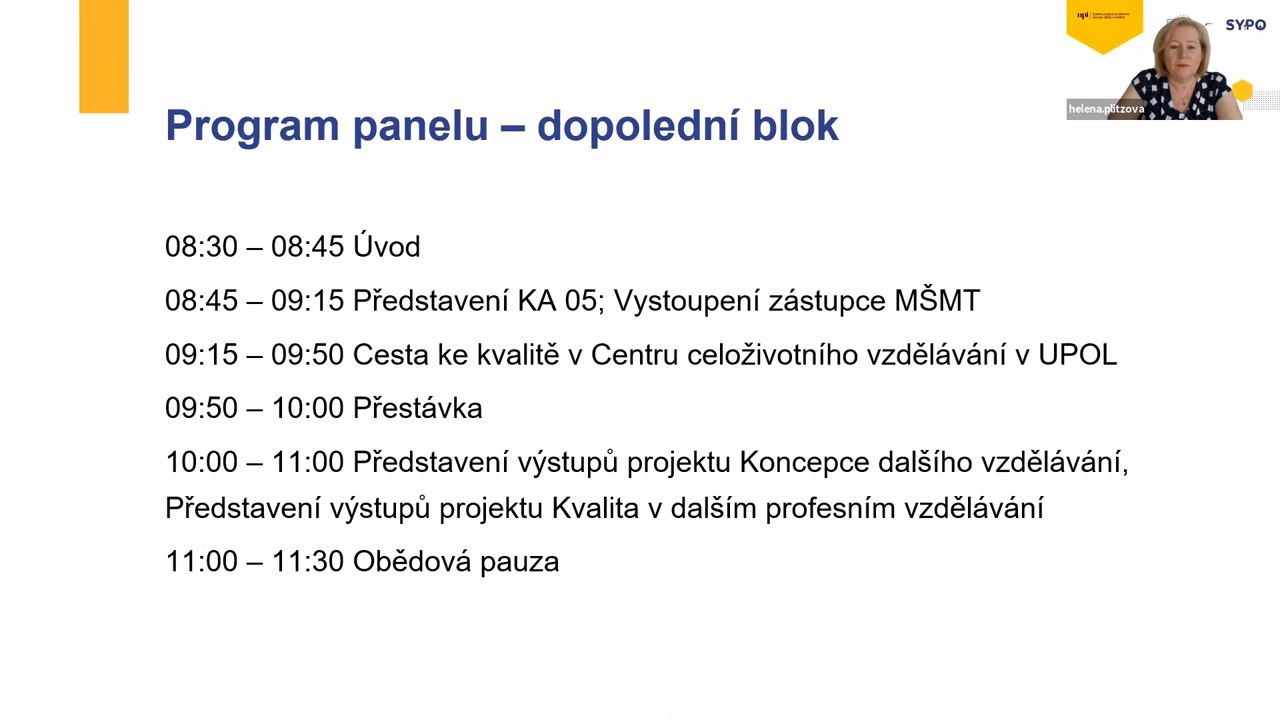 npi
SYPO
helena.plitzova
Program panelu – dopolední blok
08:30 – 08:45 Úvod
08:45 – 09:15 Představení KA 05; Vystoupení zástupce MŠMT
09:15 – 09:50 Cesta ke kvalitě v Centru celoživotního vzdělávání v UPOL
09:50 – 10:00 Přestávka
10:00 – 11:00 Představení výstupů projektu Koncepce dalšího vzdělávání,
Představení výstupů projektu Kvalita v dalším profesním vzdělávání
11:00 – 11:30 Obědová pauza